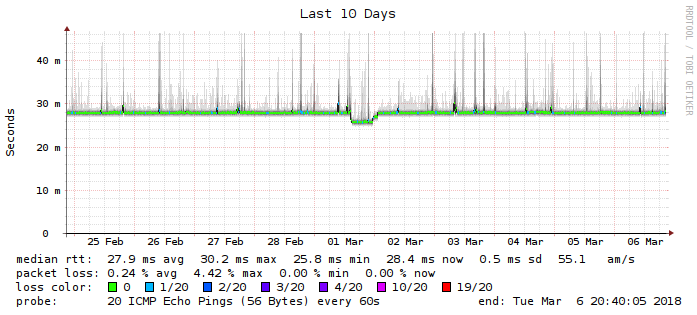 Last 10 Days
RRDTOOL / TOBI OETIKER
Seconds
40 m
30 m
20 m
10 m
0
25 Feb 26 Feb 27 Feb 28 Feb 01 Mar 02 Mar 03 Mar 04 Mar 05 Mar 06 Mar
median rtt: 27.9 ms avg 30.2 ms max 25.8 ms min 28.4 ms now 0.5 ms sd 55.1 am/s
packet loss: 0.24 % avg 4.42 % max 0.00 % min 0.00 % now
loss color: 0 1/20 2/20 3/20 4/20 10/20 19/20
probe: 20 ICMP Echo Pings (56 Bytes) every 60s end: Tue Mar 6 20:40:05 2018